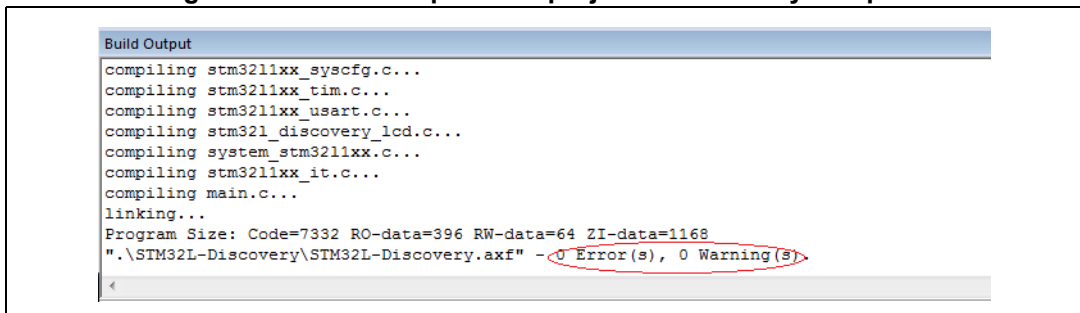 Build Output
compiling stm32l1xx_syscfg.c...
compiling stm32l1xx_tim.c...
compiling stm32l1xx_usart.c...
compiling stm32l_discovery_lcd.c...
compiling system_stm32l1xx.c...
compiling stm32l1xx_it.c...
compiling main.c...
linking...
Program Size: Code=7332 RO-data=396 RW-data=64 ZI-data=1168
".\STM32L-Discovery\STM32L-Discovery.axf" - 0 Error(s), 0 Warning(s).